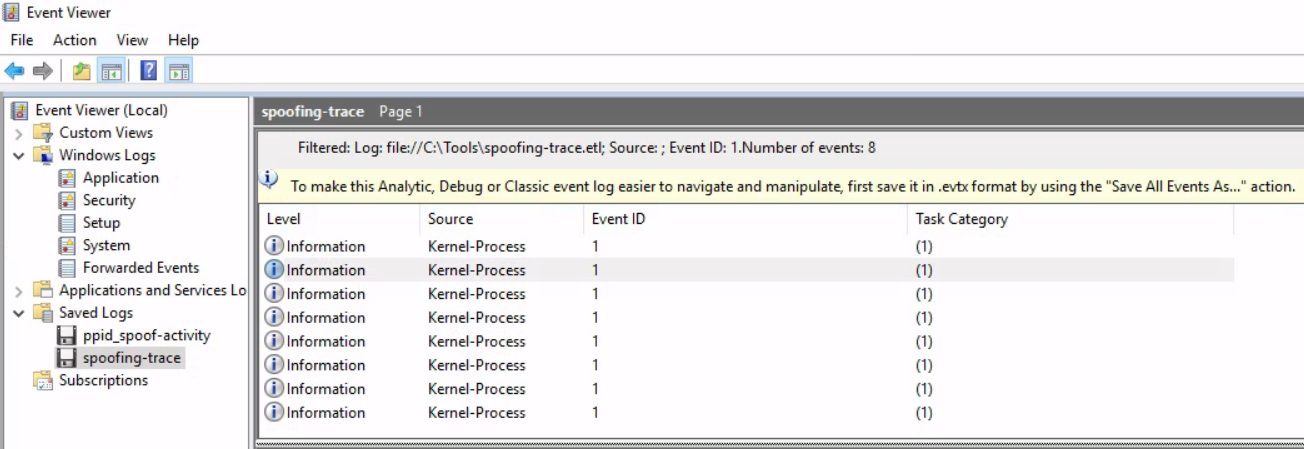 Event Viewer
File Action View Help
Event Viewer (Local)
Custom Views
Windows Logs
Application
Security
Setup
System
Forwarded Events
Applications and Services Lo
Saved Logs
ppid_spoof-activity
spoofing-trace
Subscriptions
spoofing-trace Page 1
Filtered: Log: file://C:\Tools\spoofing-trace.etl; Source: ; Event ID: 1.Number of events: 8
To make this Analytic, Debug or Classic event log easier to navigate and manipulate, first save it in .evtx format by using the "Save All Events As..." action.
Level Source Event ID Task Category
Information Kernel-Process 1 (1)
Information Kernel-Process 1 (1)
Information Kernel-Process 1 (1)
Information Kernel-Process 1 (1)
Information Kernel-Process 1 (1)
Information Kernel-Process 1 (1)
Information Kernel-Process 1 (1)
Information Kernel-Process 1 (1)